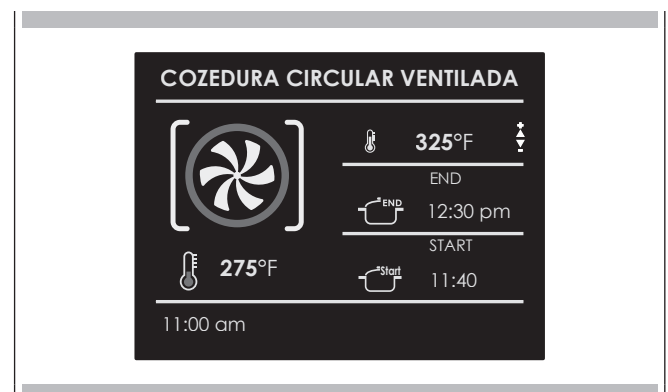 COZEDURA CIRCULAR VENTILADA
325°F
END
END 12:30 pm
START
Start 11:40
275°F
11:00 am